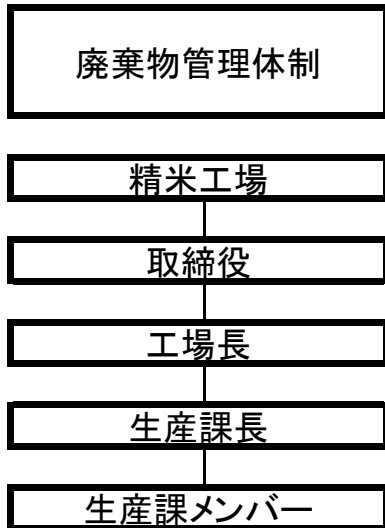 廃棄物管理体制
精米工場
取締役
工場長
生産課長
生産課メンバー